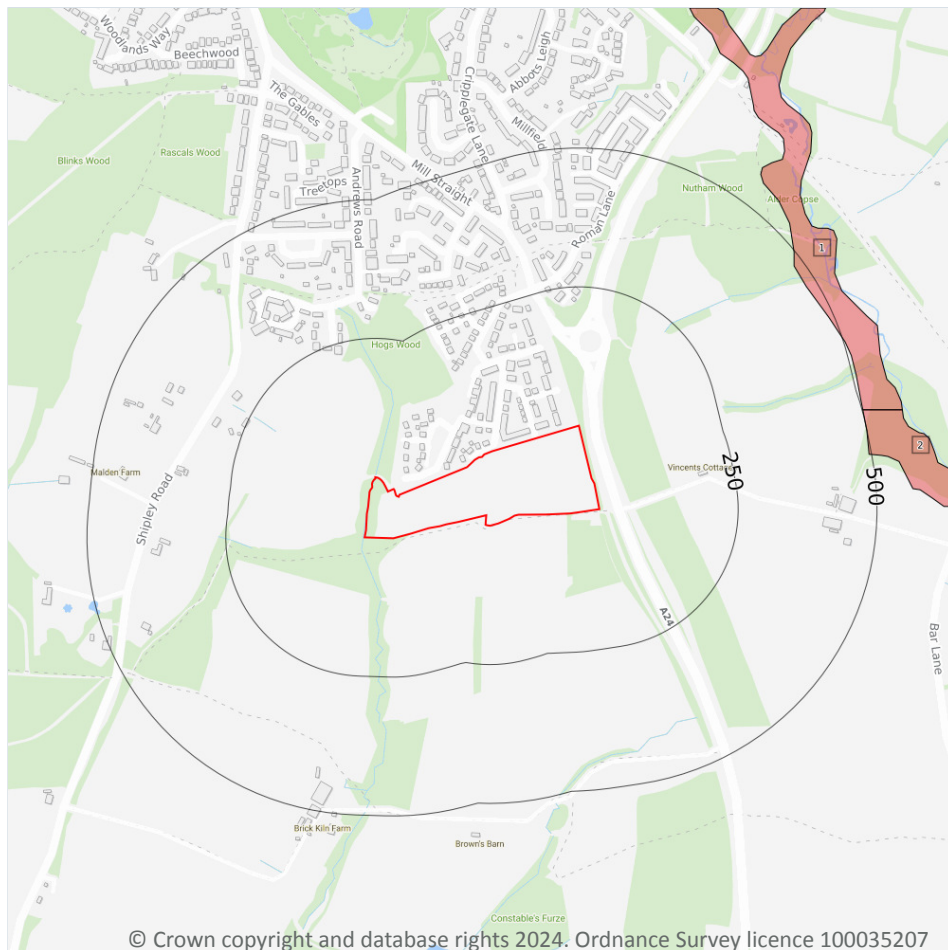 Woodlands Way
Beechwood
The Gables
Cripplegate Lane
Abbots Leigh
Millfield
Blinks Wood
Rascals Wood
Treetops
Andrews Road
Mill Straight
Roman Lane
Nutham Wood
Alder Copse
1
Hogs Wood
2
Malden Farm
Shipley Road
Vincents Cottage
250
500
A24
Bar Lane
Brick Kiln Farm
Brown's Barn
Constable's Furze
© Crown copyright and database rights 2024. Ordnance Survey licence 100035207